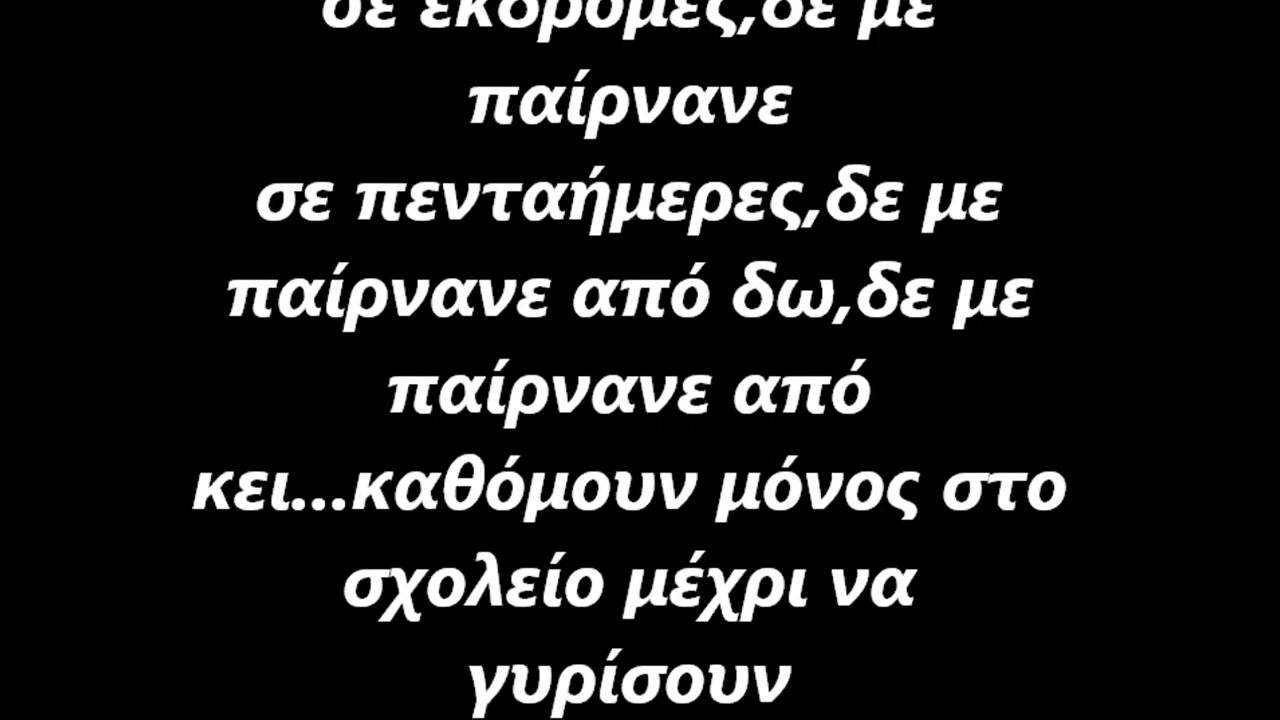 σε εκδρομες,δε με
παίρνανε
σε πενταήμερες,δε με
παίρνανε από δω,δε με
παίρνανε από
κει...καθόμουν μόνος στο
σχολείο μέχρι να
γυρίσουν